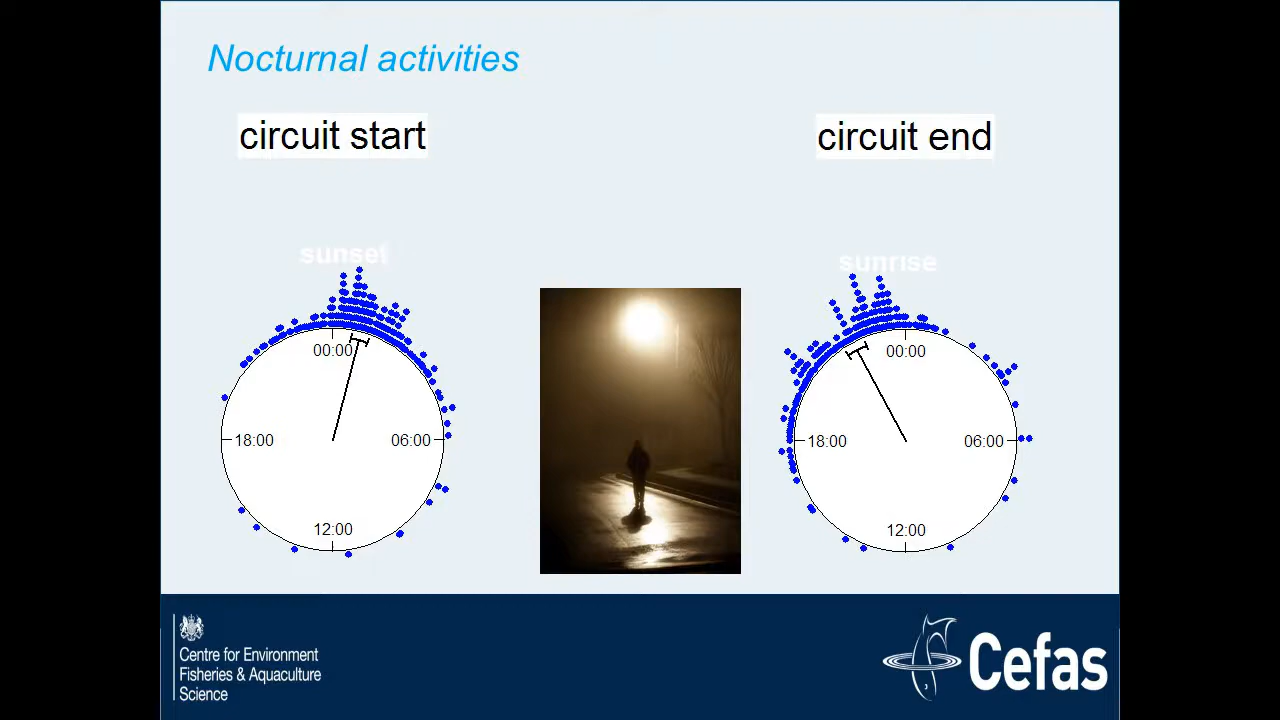 Nocturnal activities
circuit start
circuit end
sunset
sunrise
00:00
18:00
06:00
12:00
00:00
18:00
06:00
12:00
Centre for Environment
Fisheries & Aquaculture
Science
Cefas